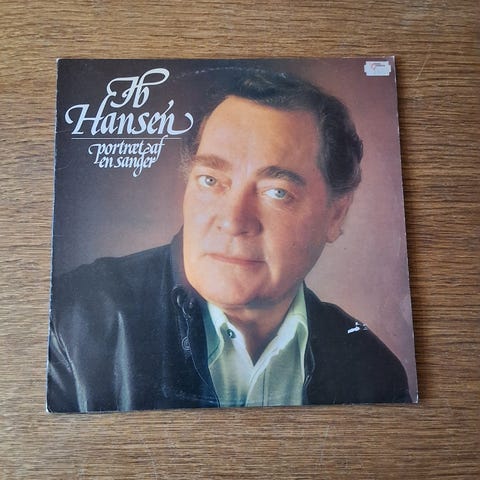 Ib
Hansen
portræt af
en sanger